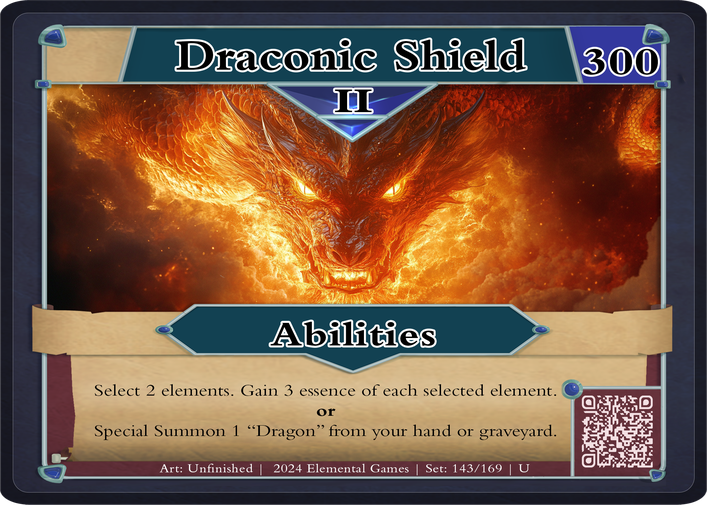 Draconic Shield
300
II
Abilities
Select 2 elements. Gain 3 essence of each selected element.
or
Special Summon 1 “Dragon” from your hand or graveyard.
Art: Unfinished | 2024 Elemental Games | Set: 143/169 | U